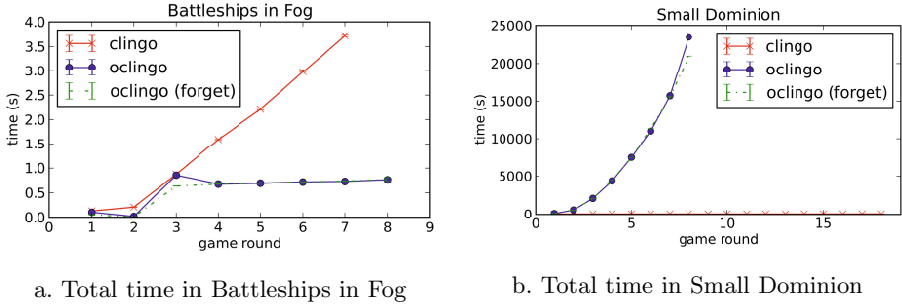 Battleships in Fog
4.0
3.5
3.0
2.5
2.0
1.5
1.0
0.5
0.0
time (s)
clingo
oclingo
oclingo (forget)
0 1 2 3 4 5 6 7 8 9
game round
a. Total time in Battleships in Fog
Small Dominion
25000
20000
15000
10000
5000
0
time (s)
clingo
oclingo
oclingo (forget)
0 5 10 15
game round
b. Total time in Small Dominion